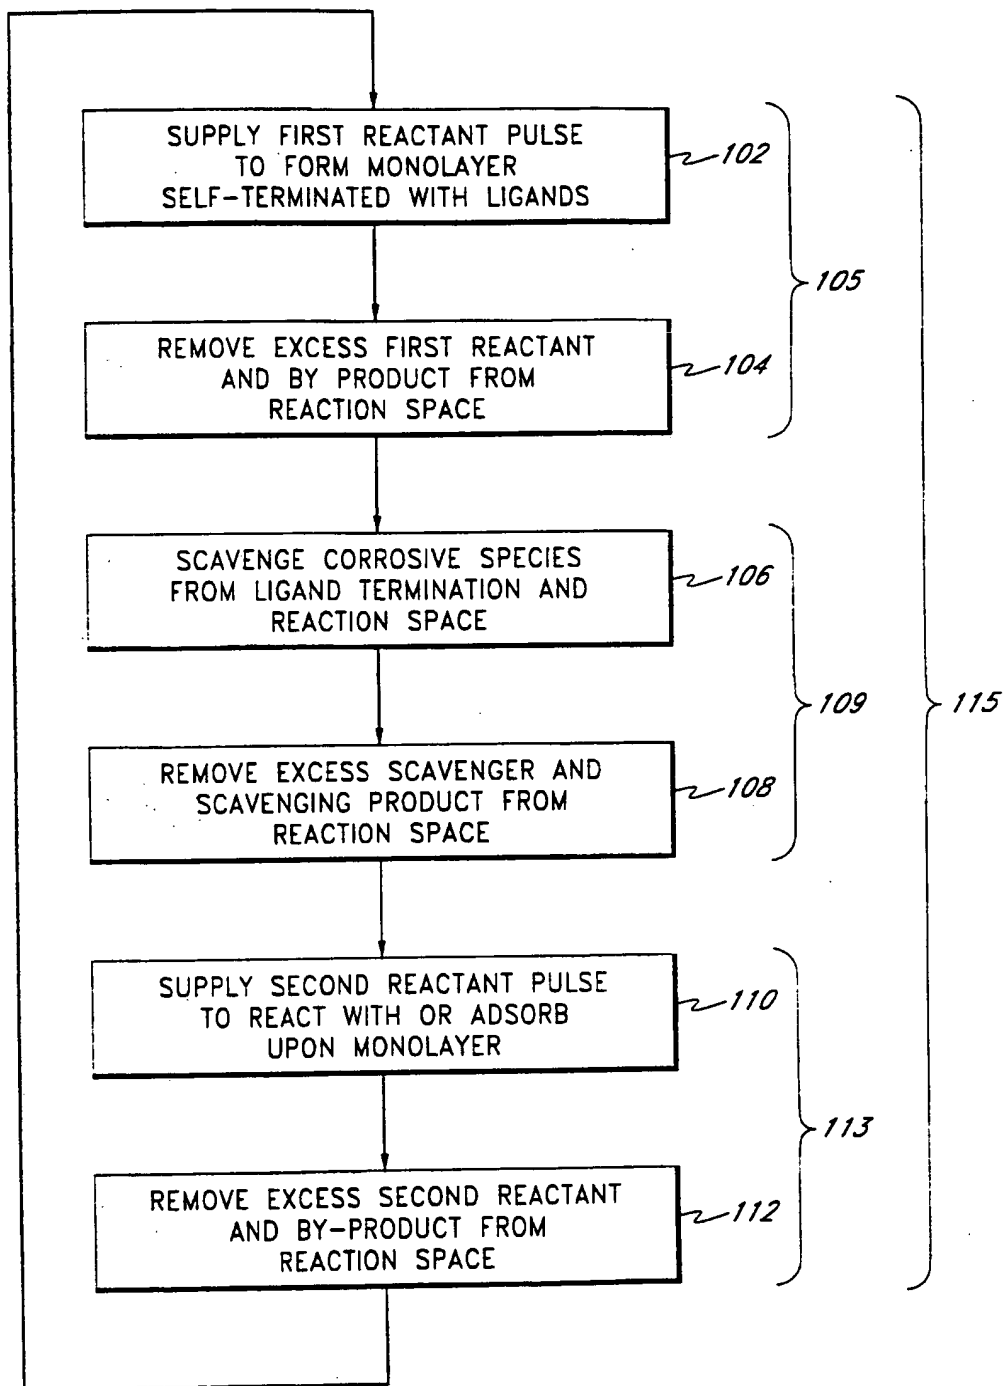 SUPPLY FIRST REACTANT PULSE
TO FORM MONOLAYER
SELF-TERMINATED WITH LIGANDS
102
105
REMOVE EXCESS FIRST REACTANT
AND BY PRODUCT FROM
REACTION SPACE
104
SCAVENGE CORROSIVE SPECIES
FROM LIGAND TERMINATION AND
REACTION SPACE
106
109
115
REMOVE EXCESS SCAVENGER AND
SCAVENGING PRODUCT FROM
REACTION SPACE
108
SUPPLY SECOND REACTANT PULSE
TO REACT WITH OR ADSORB
UPON MONOLAYER
110
113
REMOVE EXCESS SECOND REACTANT
AND BY-PRODUCT FROM
REACTION SPACE
112